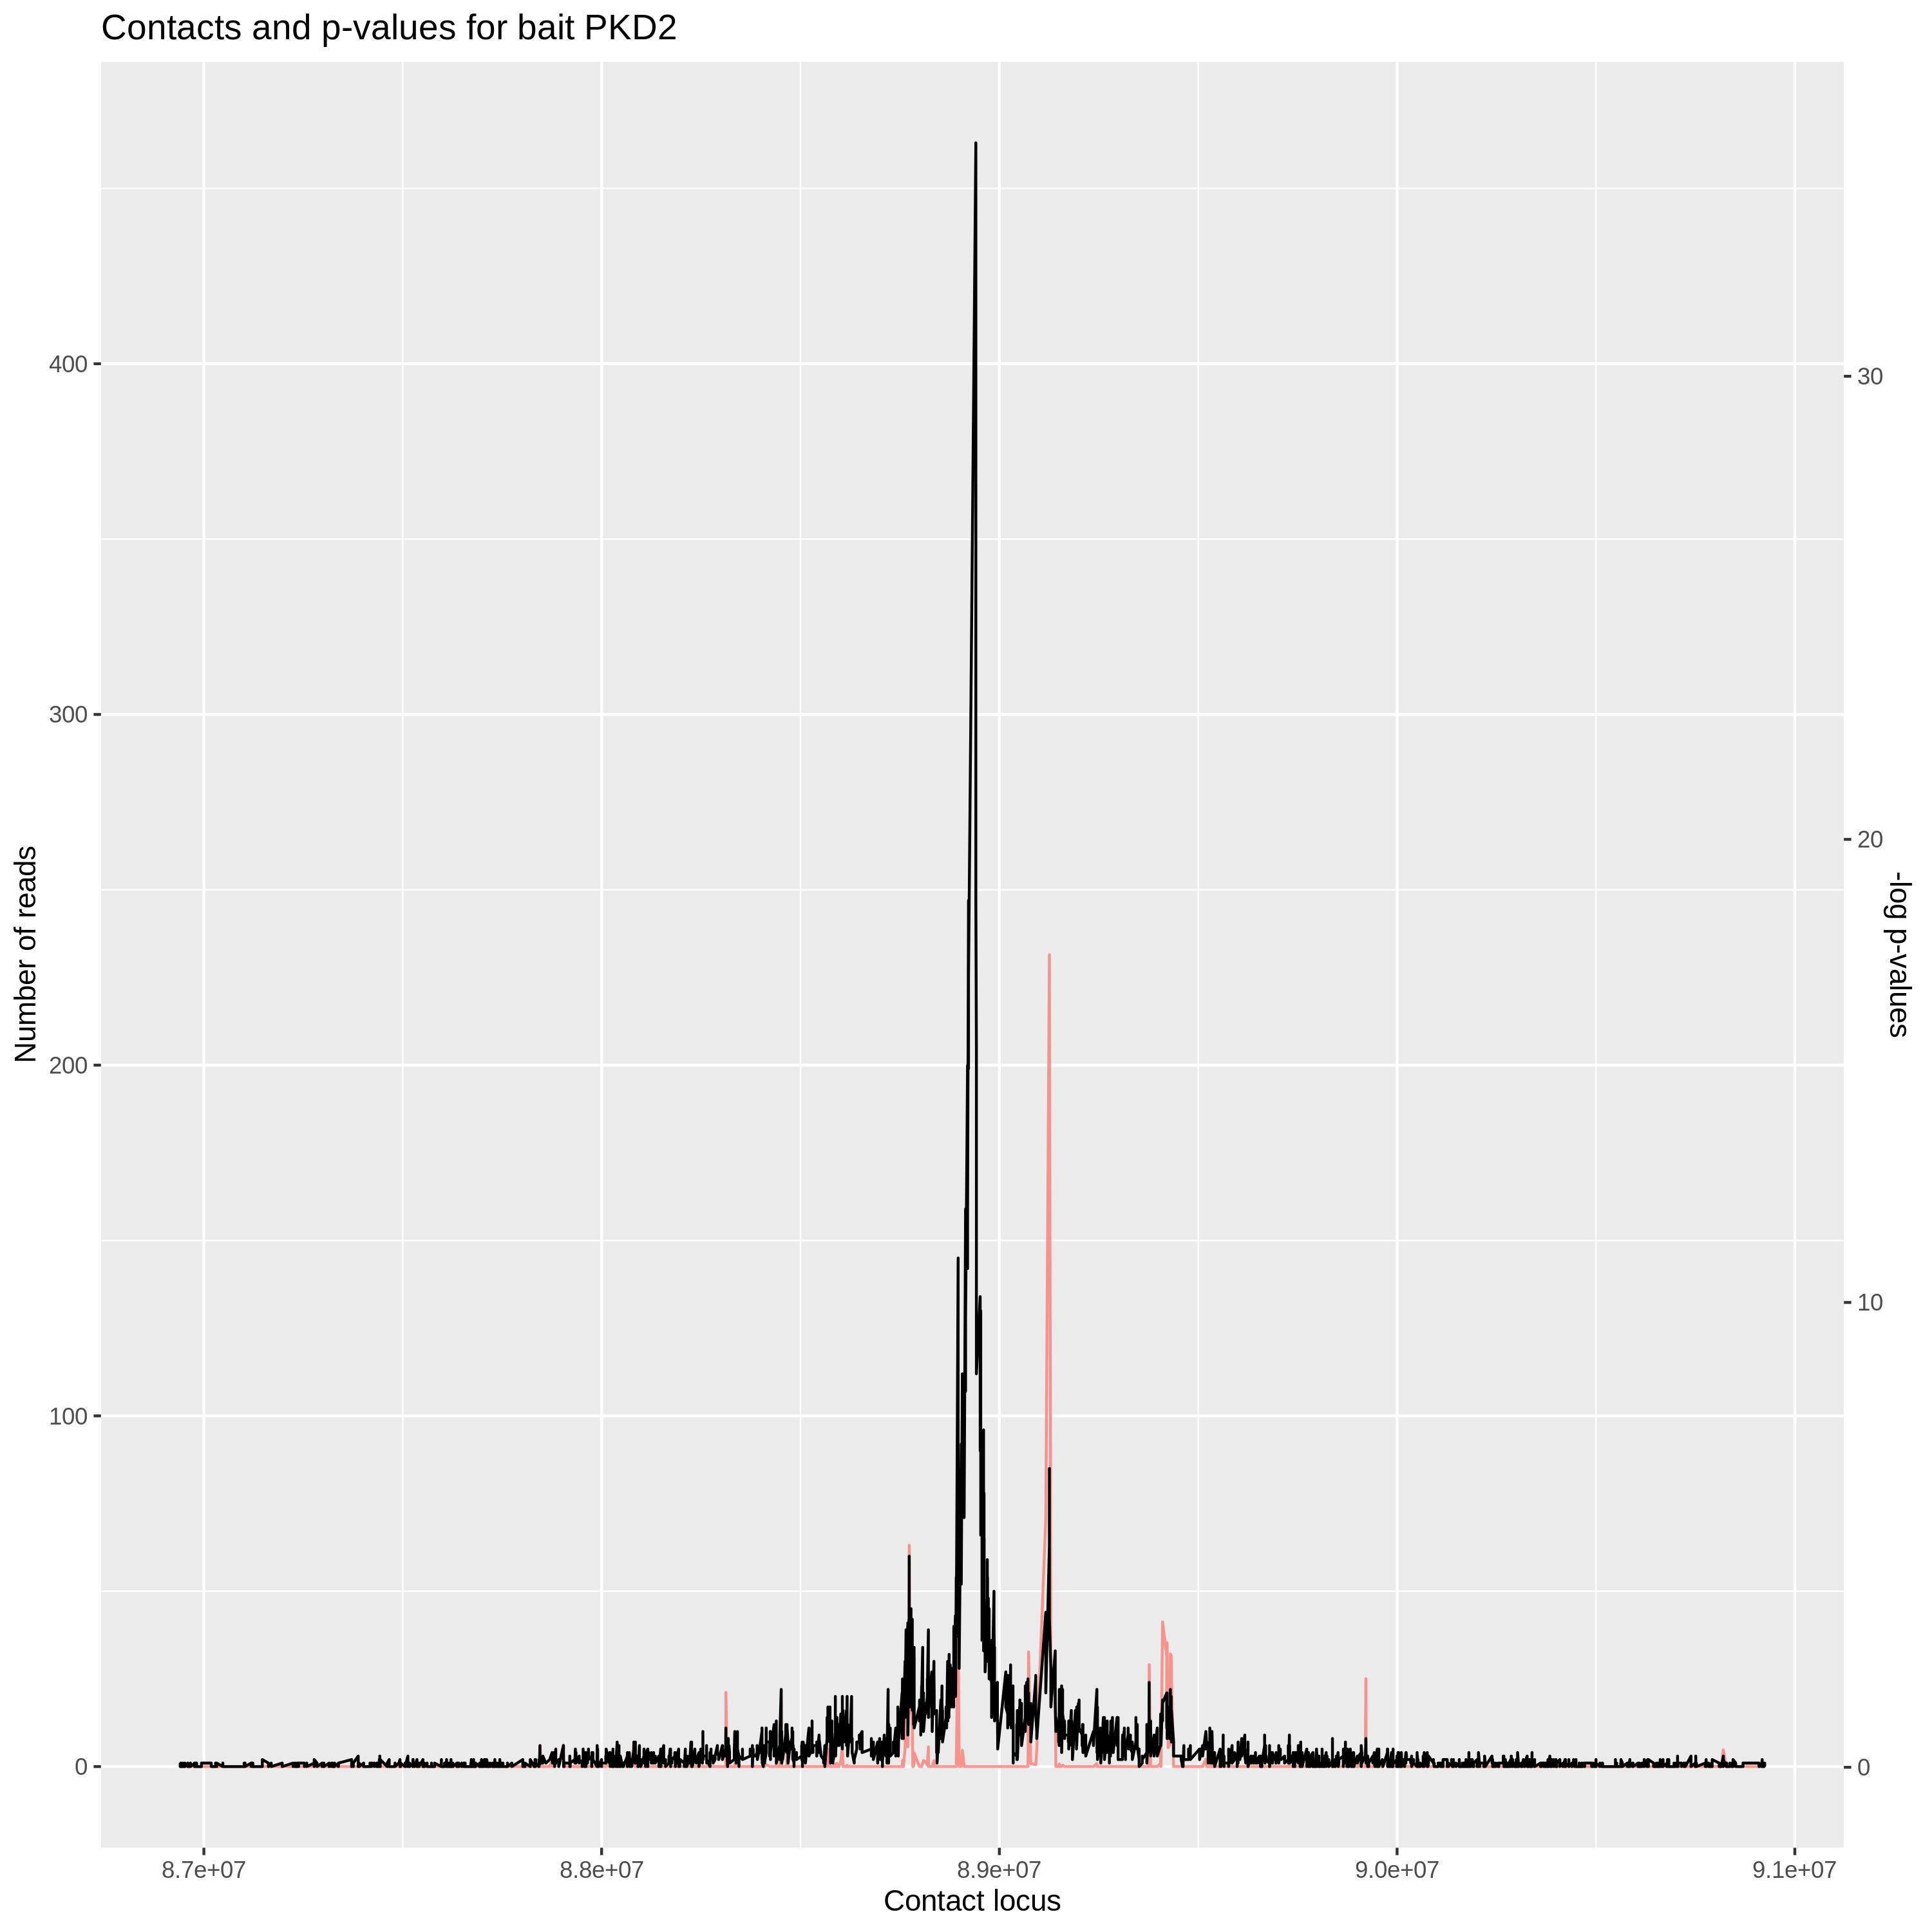 Contacts and p-values for bait PKD2
400
300
200
100
0
Number of reads
30
20
10
0
-log p-values
8.7e+07
8.8e+07
8.9e+07
9.0e+07
9.1e+07
Contact locus